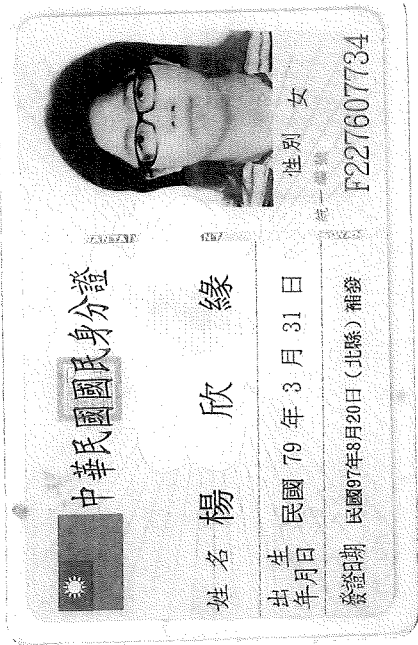 中華民國國民身分證
姓名 楊欣緣
出生年月日 民國 79 年 3 月 31 日
性別 女
發證日期 民國97年8月20日(北縣)補發
統一編號
F227607734